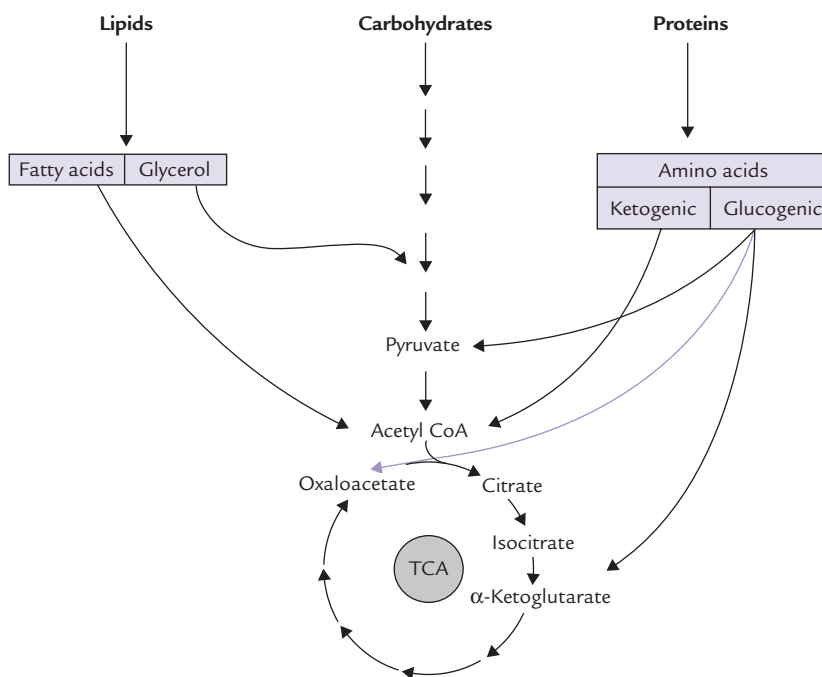 Lipids
Carbohydrates
Proteins
Fatty acids
Glycerol
Amino acids
Ketogenic
Glucogenic
Pyruvate
Acetyl CoA
Oxaloacetate
Citrate
Isocitrate
TCA
α-Ketoglutarate